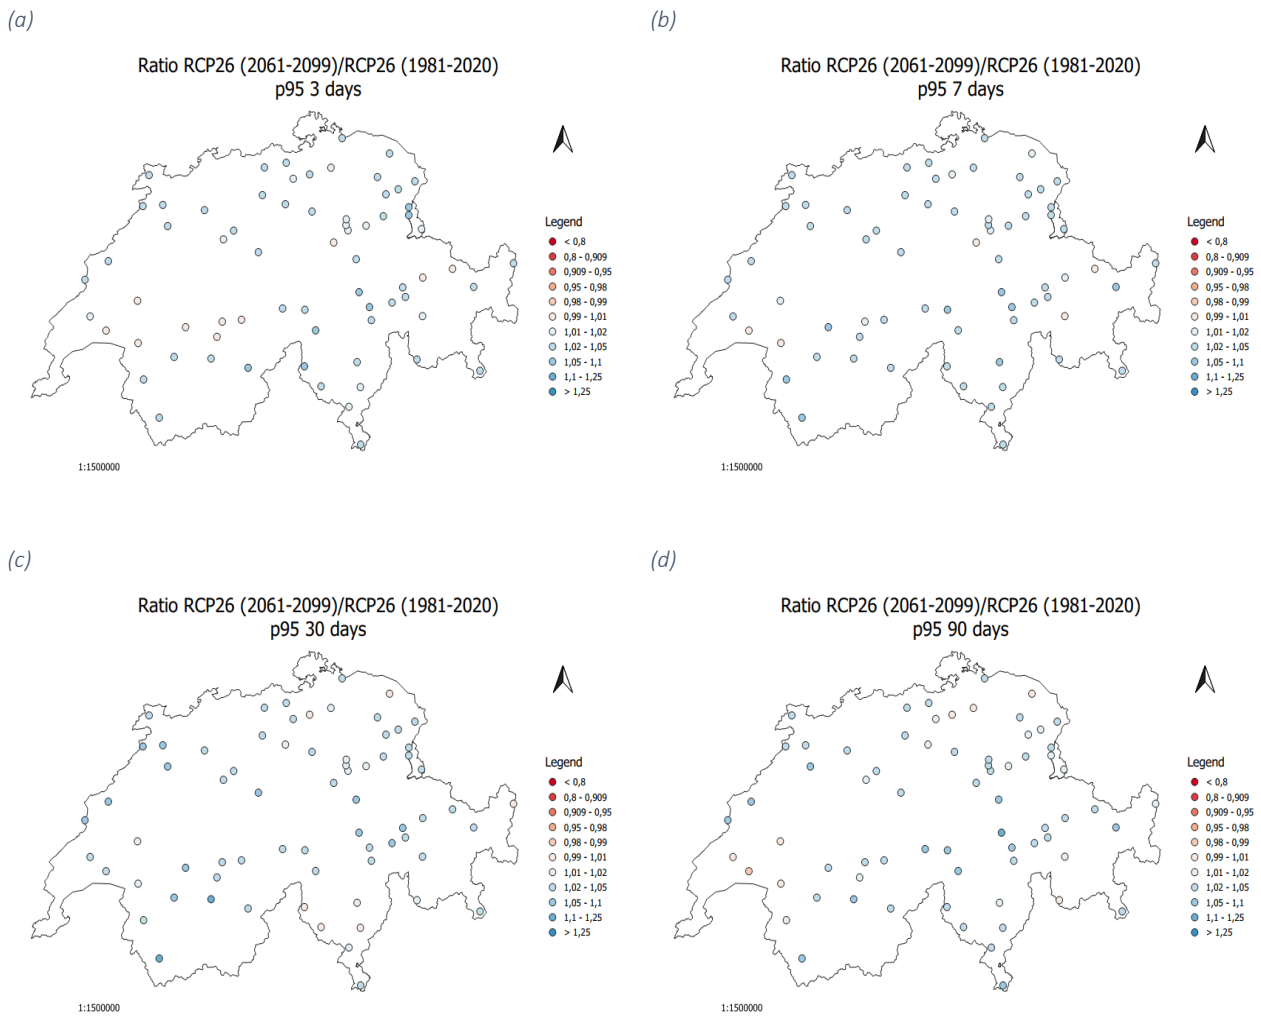 (a)
Ratio RCP26 (2061-2099)/RCP26 (1981-2020)
p95 3 days
Legend
< 0,8
0,8 - 0,909
0,909 - 0,95
0,95 - 0,98
0,98 - 0,99
0,99 - 1,01
1,01 - 1,02
1,02 - 1,05
1,05 - 1,1
1,1 - 1,25
> 1,25
1:1500000
(b)
Ratio RCP26 (2061-2099)/RCP26 (1981-2020)
p95 7 days
Legend
< 0,8
0,8 - 0,909
0,909 - 0,95
0,95 - 0,98
0,98 - 0,99
0,99 - 1,01
1,01 - 1,02
1,02 - 1,05
1,05 - 1,1
1,1 - 1,25
> 1,25
1:1500000
(c)
Ratio RCP26 (2061-2099)/RCP26 (1981-2020)
p95 30 days
Legend
< 0,8
0,8 - 0,909
0,909 - 0,95
0,95 - 0,98
0,98 - 0,99
0,99 - 1,01
1,01 - 1,02
1,02 - 1,05
1,05 - 1,1
1,1 - 1,25
> 1,25
1:1500000
(d)
Ratio RCP26 (2061-2099)/RCP26 (1981-2020)
p95 90 days
Legend
< 0,8
0,8 - 0,909
0,909 - 0,95
0,95 - 0,98
0,98 - 0,99
0,99 - 1,01
1,01 - 1,02
1,02 - 1,05
1,05 - 1,1
1,1 - 1,25
> 1,25
1:1500000